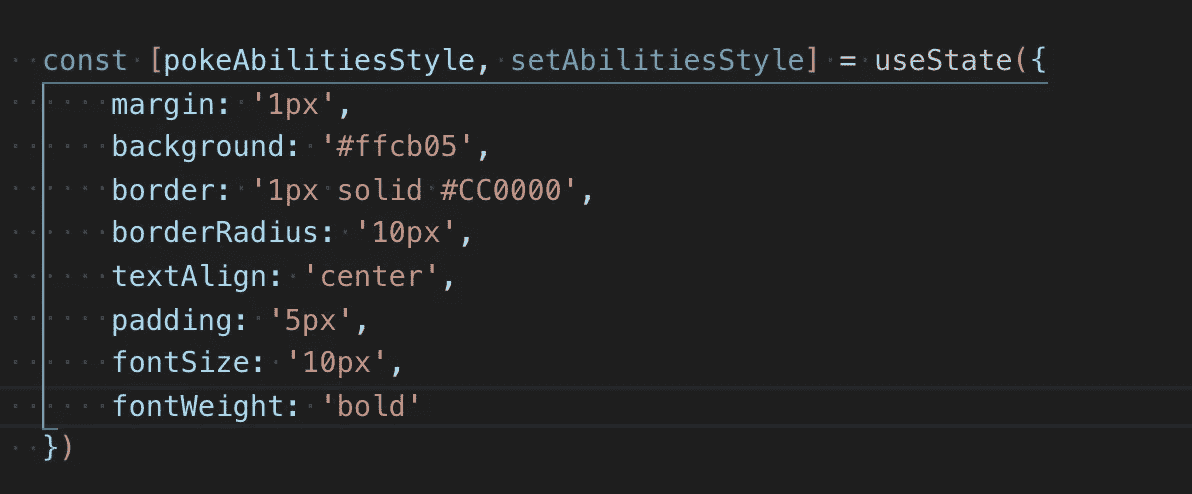 const [pokeAbilitiesStyle, setAbilitiesStyle] = useState({
margin: '1px',
background: '#ffcb05',
border: '1px solid #CC0000',
borderRadius: '10px',
textAlign: 'center',
padding: '5px',
fontSize: '10px',
fontWeight: 'bold'
})